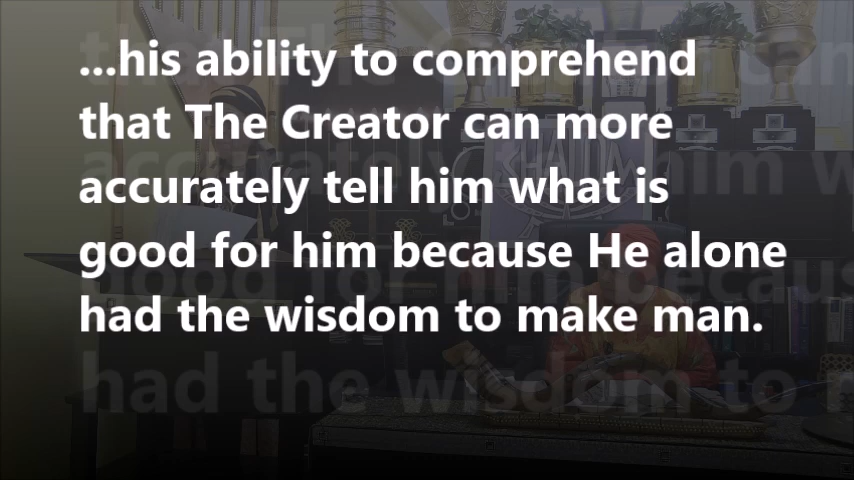 ...his ability to comprehend
that The Creator can more
accurately tell him what is
good for him because He alone
had the wisdom to make man.